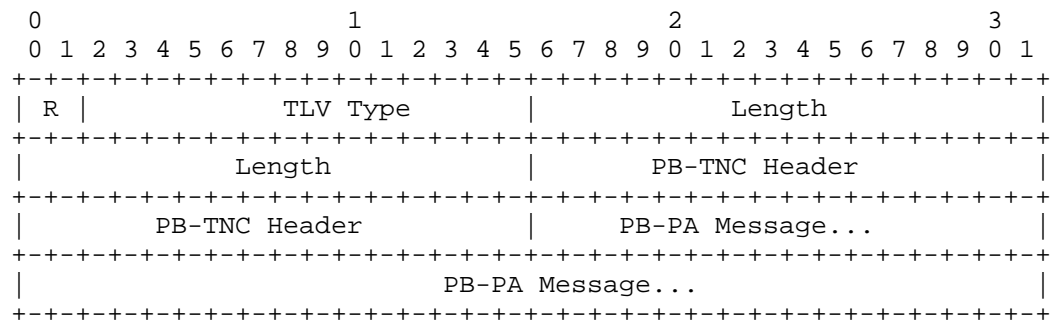 0                   1                   2                   3
 0 1 2 3 4 5 6 7 8 9 0 1 2 3 4 5 6 7 8 9 0 1 2 3 4 5 6 7 8 9 0 1
+-+-+-+-+-+-+-+-+-+-+-+-+-+-+-+-+-+-+-+-+-+-+-+-+-+-+-+-+-+-+-+-+
| R |            TLV Type       |            Length             |
+-+-+-+-+-+-+-+-+-+-+-+-+-+-+-+-+-+-+-+-+-+-+-+-+-+-+-+-+-+-+-+-+
|             Length            |       PB-TNC Header           |
+-+-+-+-+-+-+-+-+-+-+-+-+-+-+-+-+-+-+-+-+-+-+-+-+-+-+-+-+-+-+-+-+
|        PB-TNC Header          |     PB-PA Message...          |
+-+-+-+-+-+-+-+-+-+-+-+-+-+-+-+-+-+-+-+-+-+-+-+-+-+-+-+-+-+-+-+-+
|                          PB-PA Message...                     |
+-+-+-+-+-+-+-+-+-+-+-+-+-+-+-+-+-+-+-+-+-+-+-+-+-+-+-+-+-+-+-+-+